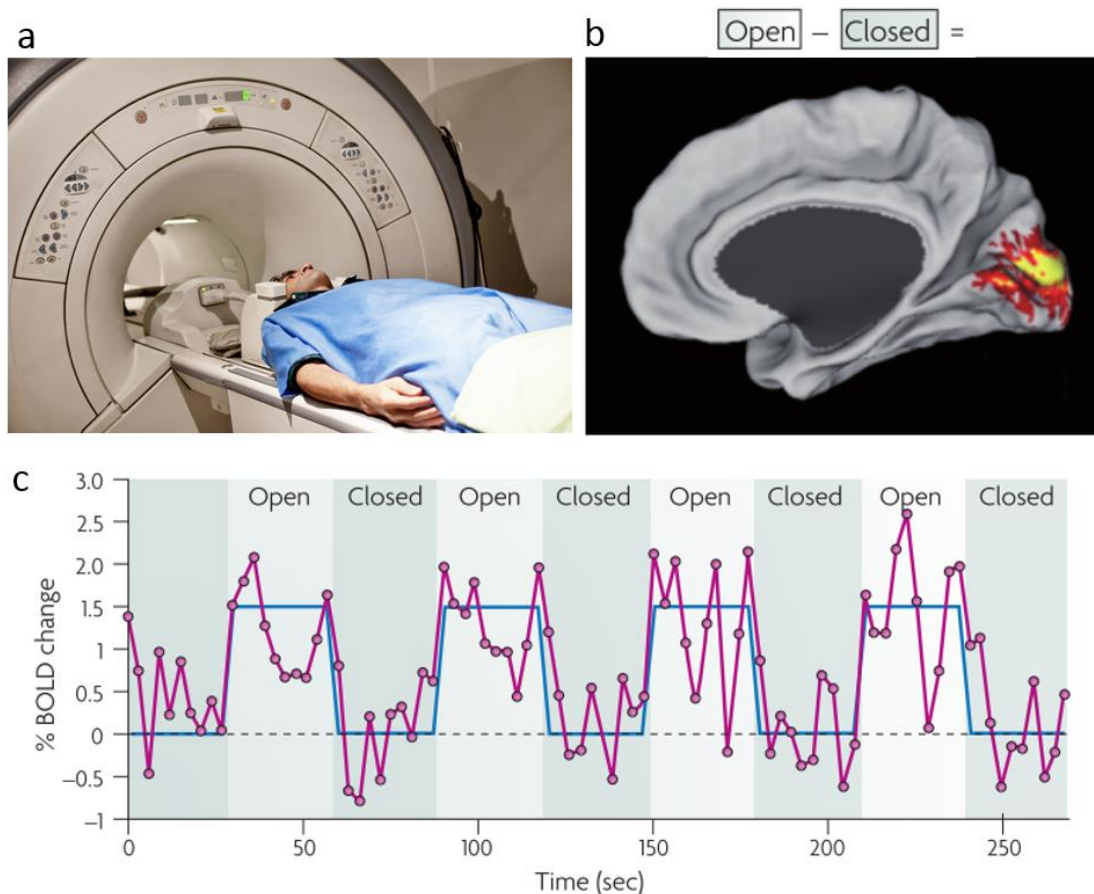 a
b
Open – Closed =
c
Open Closed Open Closed Open Closed Open Closed
3.0
2.5
2.0
1.5
1.0
0.5
0
−0.5
−1
% BOLD change
0 50 100 150 200 250
Time (sec)